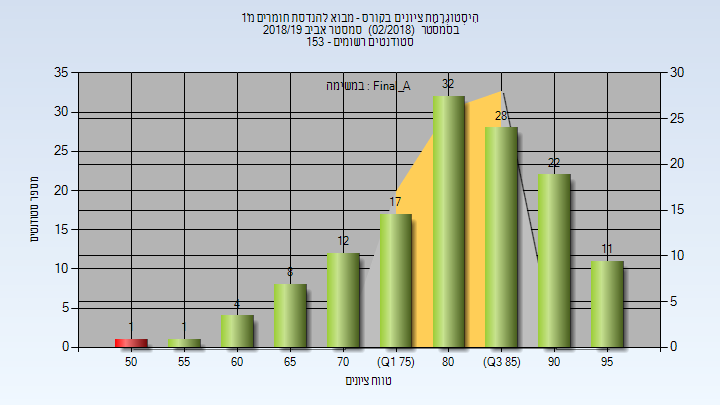 היסטוגרמת ציונים בקורס - מבוא להנדסת חומרים מ'1
בסמסטר (02/2018) סמסטר אביב 2018/19
סטודנטים רשומים - 153
במשימה : Final_A
35 30
30 25
25 20
20 15
15 10
10 5
5 0
0
32
28
22
17
12
11
8
4
1
1
מספר סטודנטים
50 55 60 65 70 (Q1 75) 80 (Q3 85) 90 95
טווח ציונים